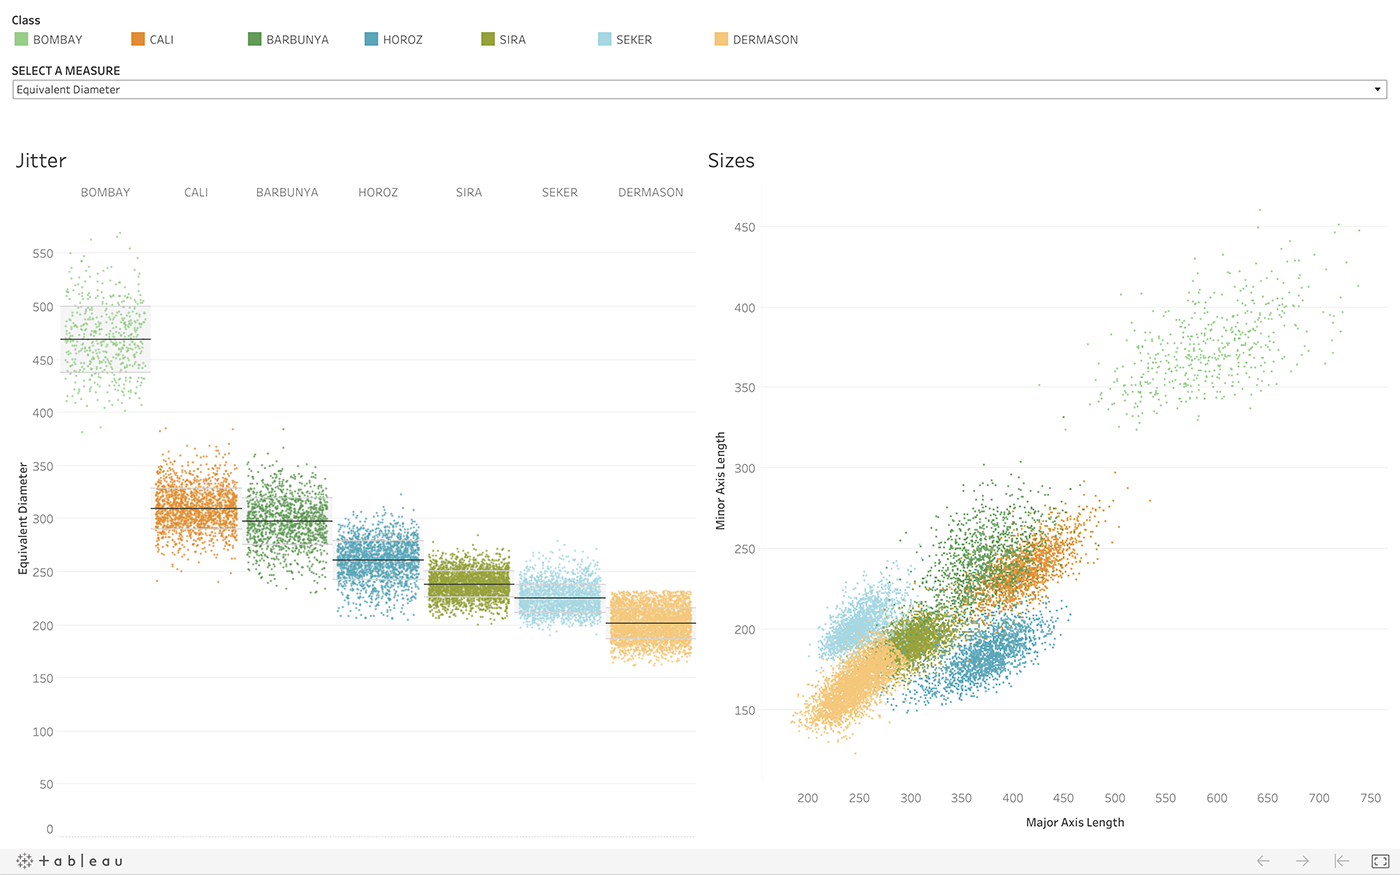 Class
BOMBAY CALI BARBUNYA HOROZ SIRA SEKER DERMASON
SELECT A MEASURE
Equivalent Diameter
Jitter
BOMBAY CALI BARBUNYA HOROZ SIRA SEKER DERMASON
Equivalent Diameter
550
500
450
400
350
300
250
200
150
100
50
0
Sizes
Minor Axis Length
450
400
350
300
250
200
150
200 250 300 350 400 450 500 550 600 650 700 750
Major Axis Length
+ableau